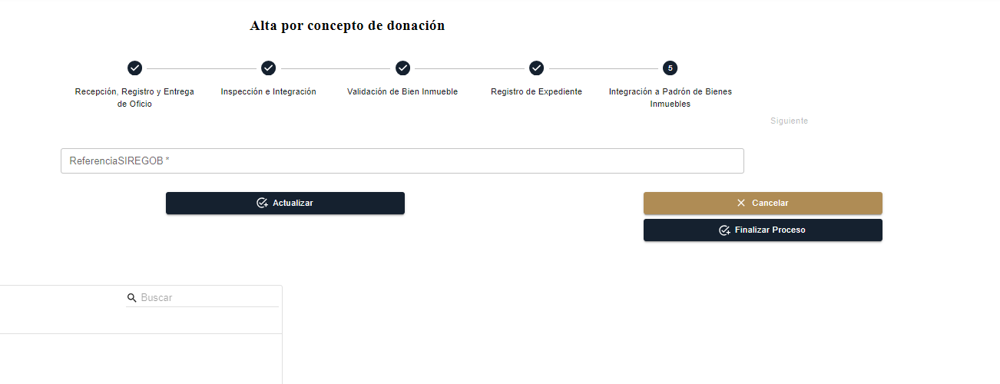 Alta por concepto de donación
5
Recepción, Registro y Entrega
de Oficio
Inspección e Integración
Validación de Bien Inmueble
Registro de Expediente
Integración a Padrón de Bienes
Inmuebles
Siguiente
ReferenciaSIREGOB *
Actualizar
Cancelar
Finalizar Proceso
Buscar